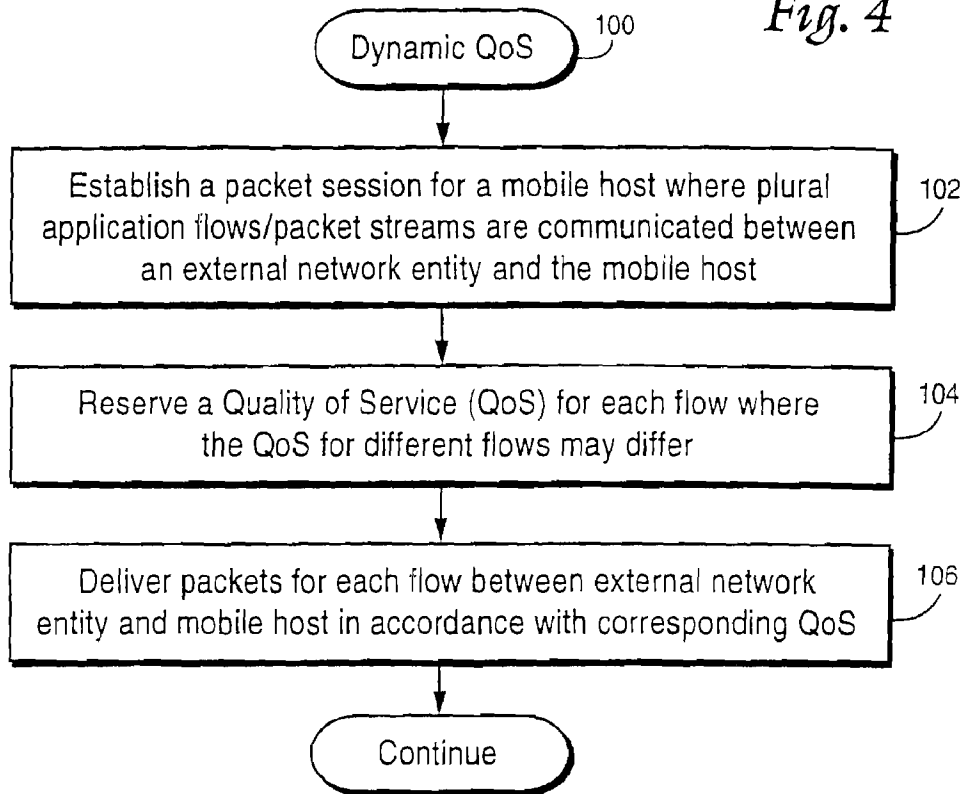 Fig. 4
Dynamic QoS
100
Establish a packet session for a mobile host where plural
application flows/packet streams are communicated between
an external network entity and the mobile host
102
Reserve a Quality of Service (QoS) for each flow where
the QoS for different flows may differ
104
Deliver packets for each flow between external network
entity and mobile host in accordance with corresponding QoS
106
Continue